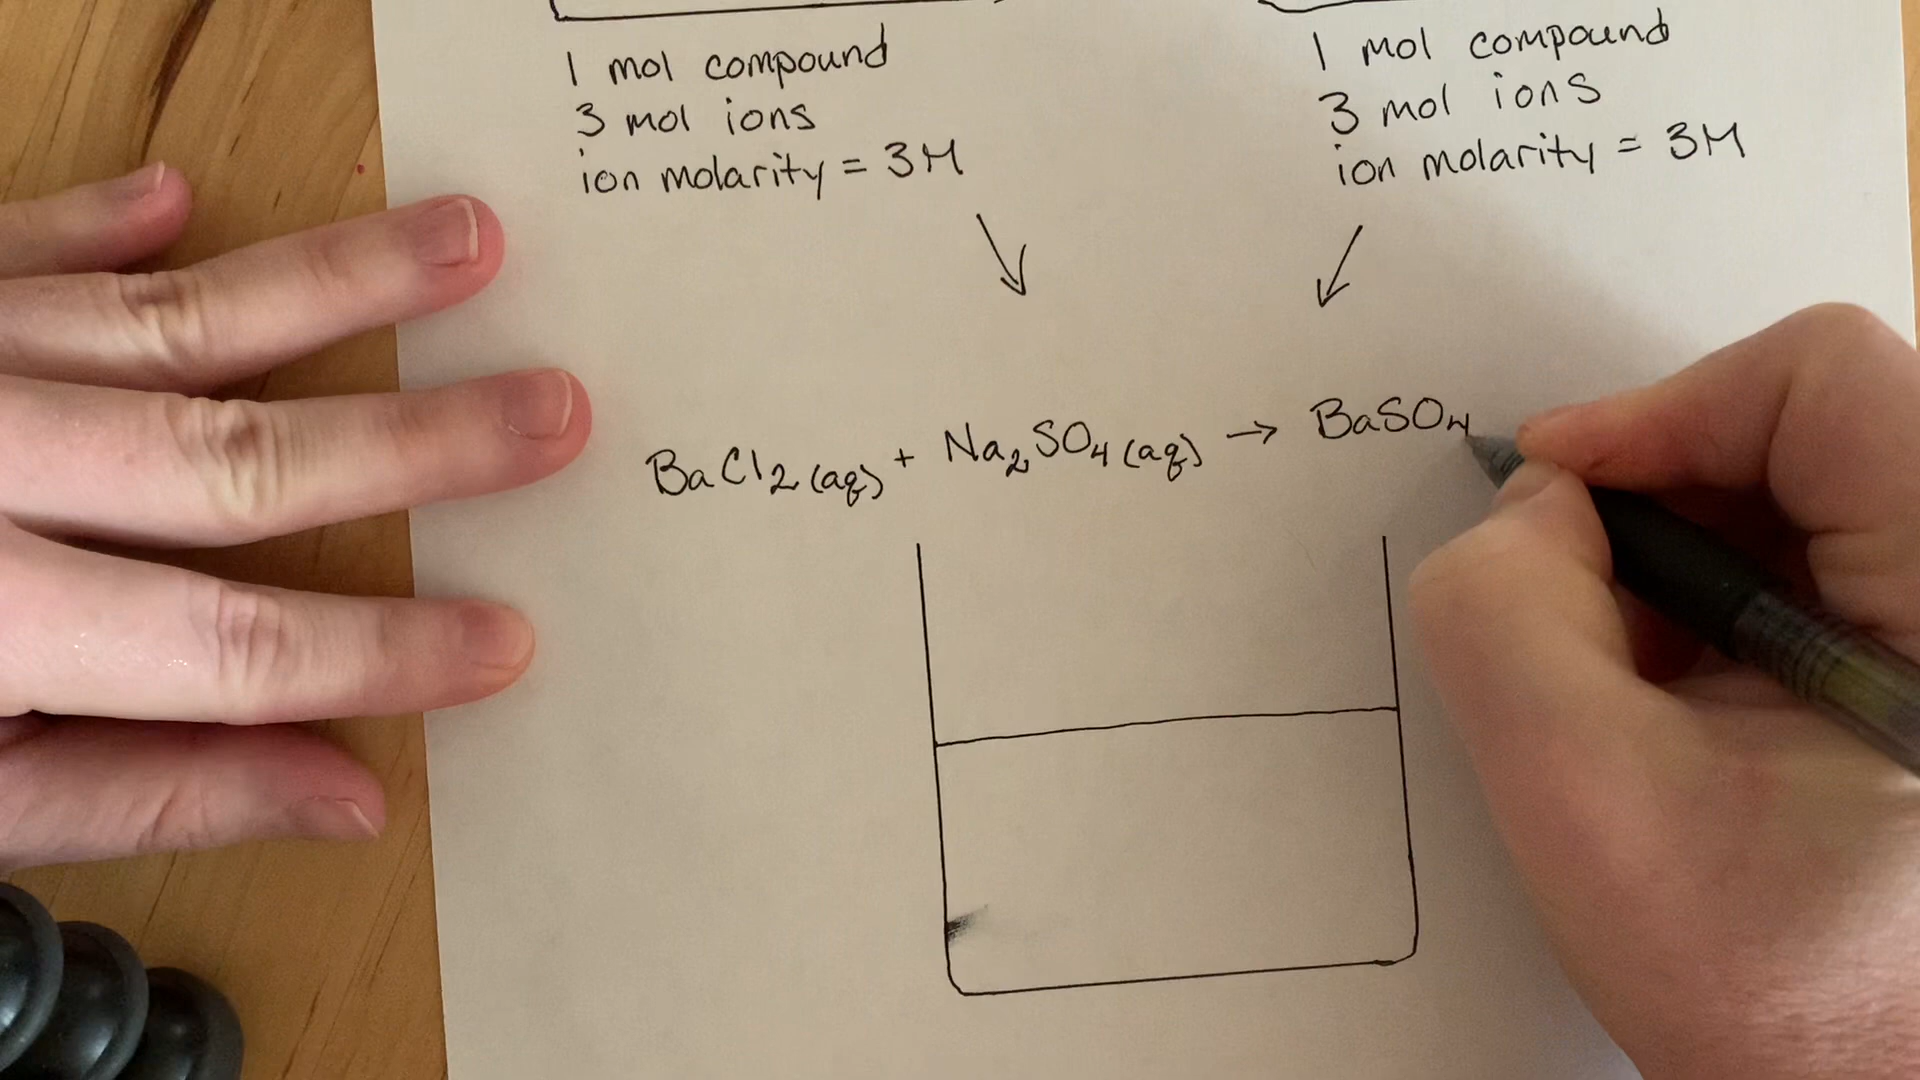 1 mol compound
3 mol ions
ion molarity = 3M
1 mol compound
3 mol ions
ion molarity = 3M
BaCl₂ (aq) + Na₂SO₄ (aq) → BaSO₄